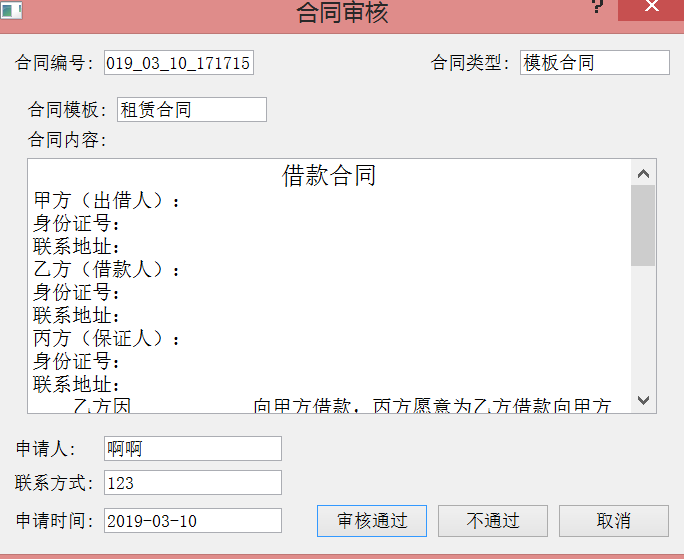 合同审核
?
合同编号: 019_03_10_171715 合同类型: 模板合同
合同模板: 租赁合同
合同内容:
借款合同
甲方（出借人）:
身份证号:
联系地址:
乙方（借款人）:
身份证号:
联系地址:
丙方（保证人）:
身份证号:
联系地址:
乙方因 向甲方借款，丙方愿意为乙方借款向甲方
申请人: 啊啊
联系方式: 123
申请时间: 2019-03-10 审核通过 不通过 取消